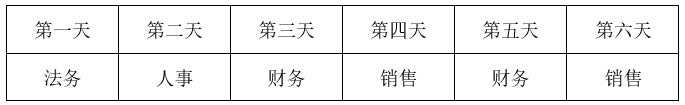 第一天 第二天 第三天 第四天 第五天 第六天
法务 人事 财务 销售 财务 销售